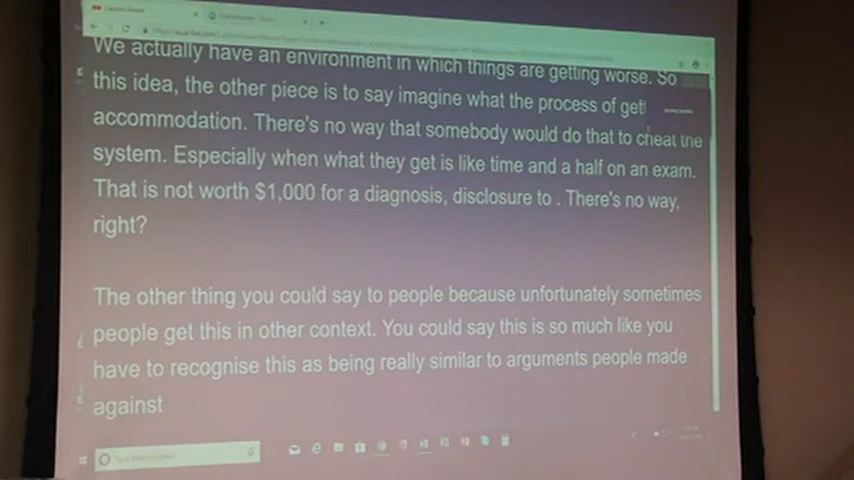 We actually have an environment in which things are getting worse. So
this idea, the other piece is to say imagine what the process of get
accommodation. There's no way that somebody would do that to cheat the
system. Especially when what they get is like time and a half on an exam.
That is not worth $1,000 for a diagnosis, disclosure to . There's no way,
right?
The other thing you could say to people because unfortunately sometimes
people get this in other context. You could say this is so much like you
have to recognise this as being really similar to arguments people made
against